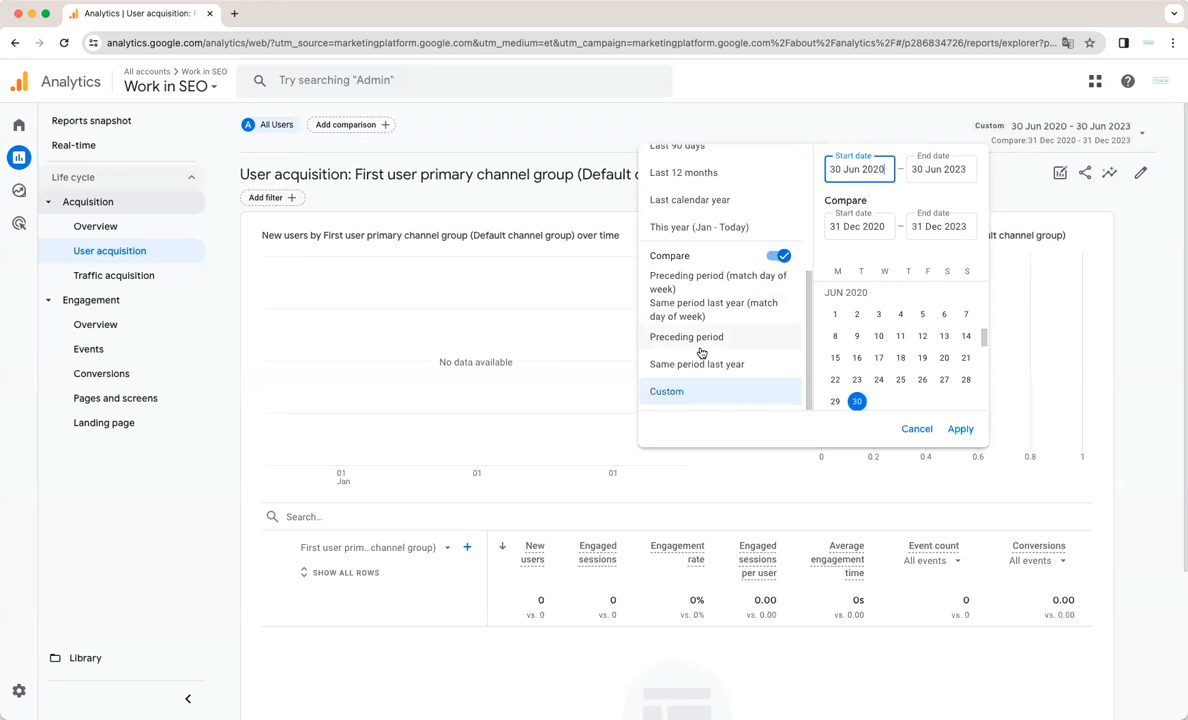 Analytics | User acquisition: F
analytics.google.com/analytics/web/?utm_source=marketingplatform.google.com&utm_medium=et&utm_campaign=marketingplatform.google.com%2Fabout%2Fanalytics%2F#/p286834726/reports/explorer?p...
Analytics
All accounts > Work in SEO
Work in SEO
Try searching "Admin"
Reports snapshot
Real-time
Life cycle
Acquisition
Overview
User acquisition
Traffic acquisition
Engagement
Overview
Events
Conversions
Pages and screens
Landing page
Library
A All Users
Add comparison +
Custom 30 Jun 2020 - 30 Jun 2023
Compare: 31 Dec 2020 - 31 Dec 2023
User acquisition: First user primary channel group (Default c
Add filter +
New users by First user primary channel group (Default channel group) over time
No data available
01
Jan
01
01
Last 90 days
Last 12 months
Last calendar year
This year (Jan - Today)
Compare
Preceding period (match day of
week)
Same period last year (match
day of week)
Preceding period
Same period last year
Custom
Start date
End date
30 Jun 2020 – 30 Jun 2023
Compare
Start date
End date
31 Dec 2020 – 31 Dec 2023
M T W T F S S
JUN 2020
1 2 3 4 5 6 7
8 9 10 11 12 13 14
15 16 17 18 19 20 21
22 23 24 25 26 27 28
29 30
Cancel Apply
lt channel group)
0 0.2 0.4 0.6 0.8 1
Search...
First user prim...channel group)
SHOW ALL ROWS
New
users
Engaged
sessions
Engagement
rate
Engaged
sessions
per user
Average
engagement
time
Event count
All events
Conversions
All events
0 0 0% 0.00 0s 0 0.00
vs. 0 vs. 0 vs. 0% vs. 0.00 vs. 0s vs. 0 vs. 0.00